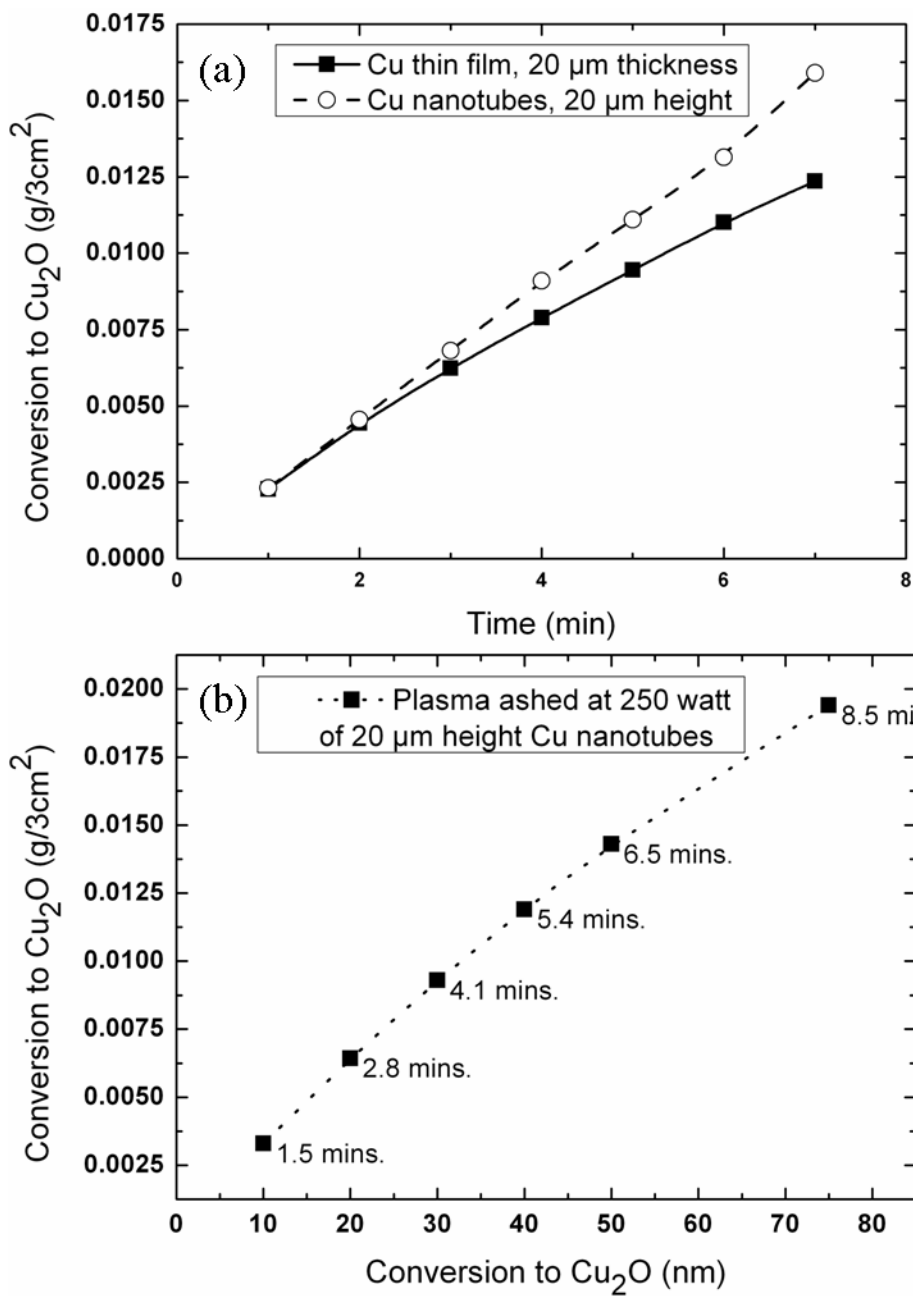 (a)
Cu thin film, 20 µm thickness
Cu nanotubes, 20 µm height
Conversion to Cu₂O (g/3cm²)
0.0175
0.0150
0.0125
0.0100
0.0075
0.0050
0.0025
0.0000
0 2 4 6 8
Time (min)
(b)
Plasma ashed at 250 watt
of 20 µm height Cu nanotubes
Conversion to Cu₂O (g/3cm²)
0.0200
0.0175
0.0150
0.0125
0.0100
0.0075
0.0050
0.0025
8.5 mi
6.5 mins.
5.4 mins.
4.1 mins.
2.8 mins.
1.5 mins.
0 10 20 30 40 50 60 70 80
Conversion to Cu₂O (nm)